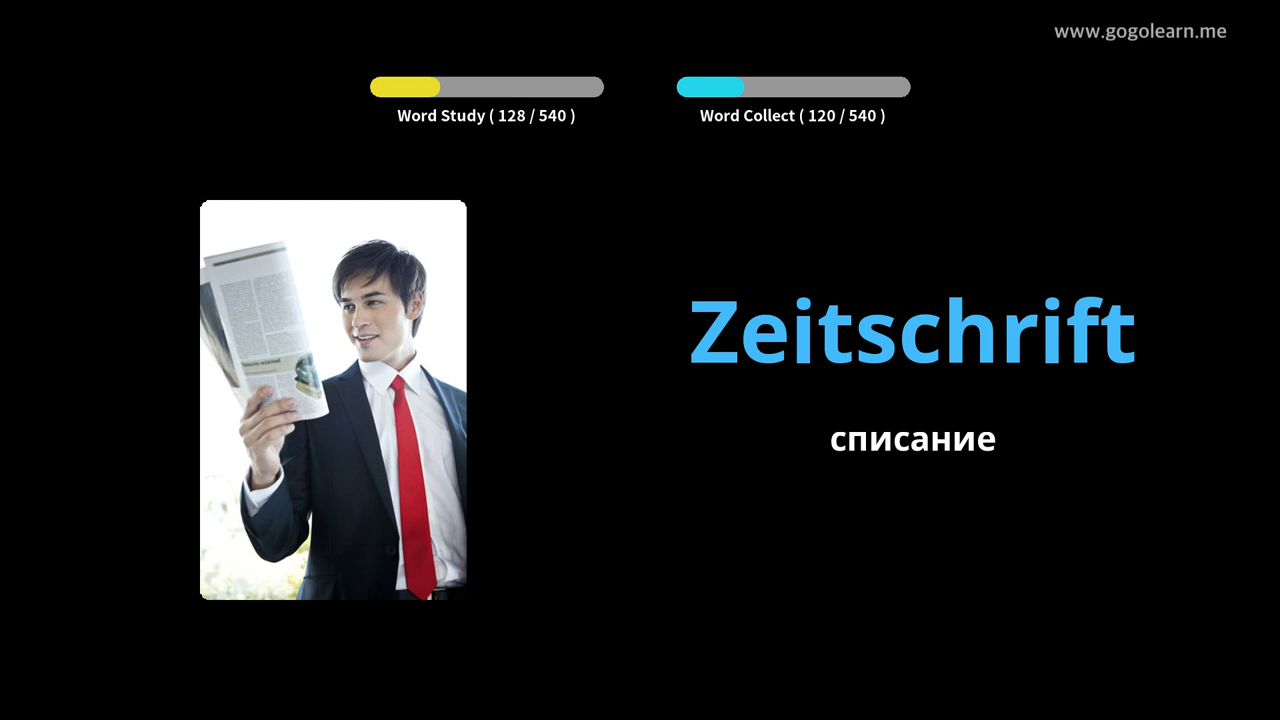 www.gogolearn.me
Word Study ( 128 / 540 )
Word Collect ( 120 / 540 )
Zeitschrift
списание